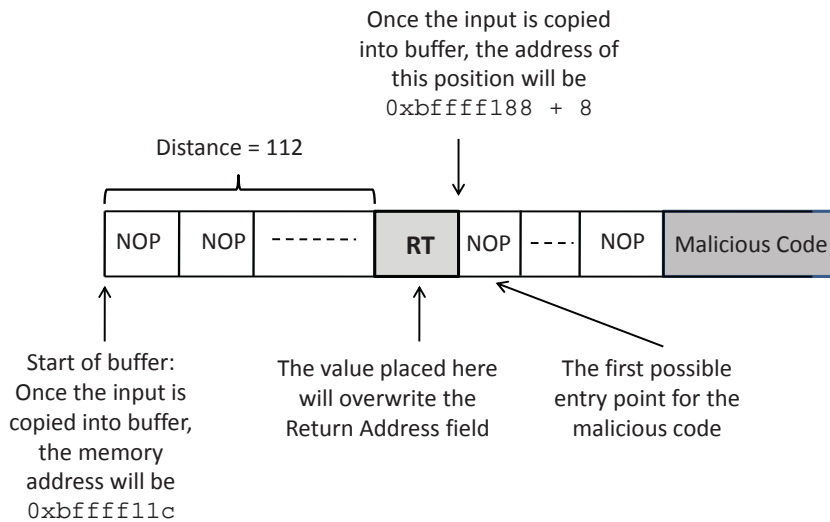 Once the input is copied
into buffer, the address of
this position will be
0xbffff188 + 8
Distance = 112
NOP NOP RT NOP NOP Malicious Code
Start of buffer:
Once the input is
copied into buffer,
the memory
address will be
0xbffff11c
The value placed here
will overwrite the
Return Address field
The first possible
entry point for the
malicious code